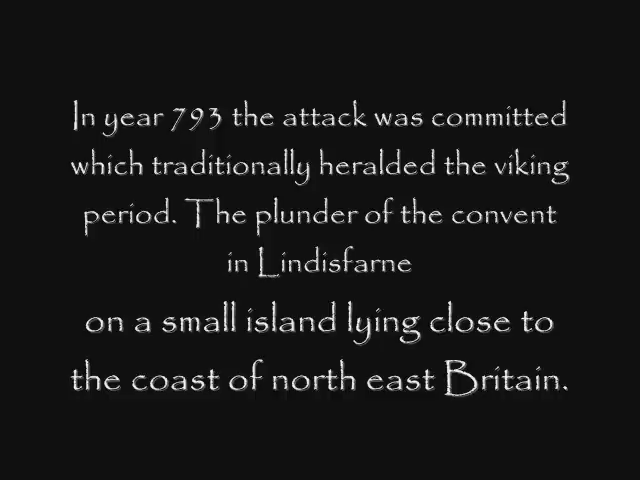 In year 793 the attack was committed
which traditionally heralded the viking
period. The plunder of the convent
in Lindisfarne
on a small island lying close to
the coast of north east Britain.